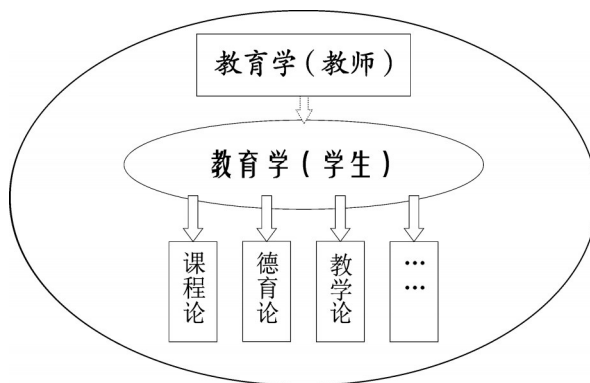 教育学（教师）
教育学（学生）
课程论
德育论
教学论
……